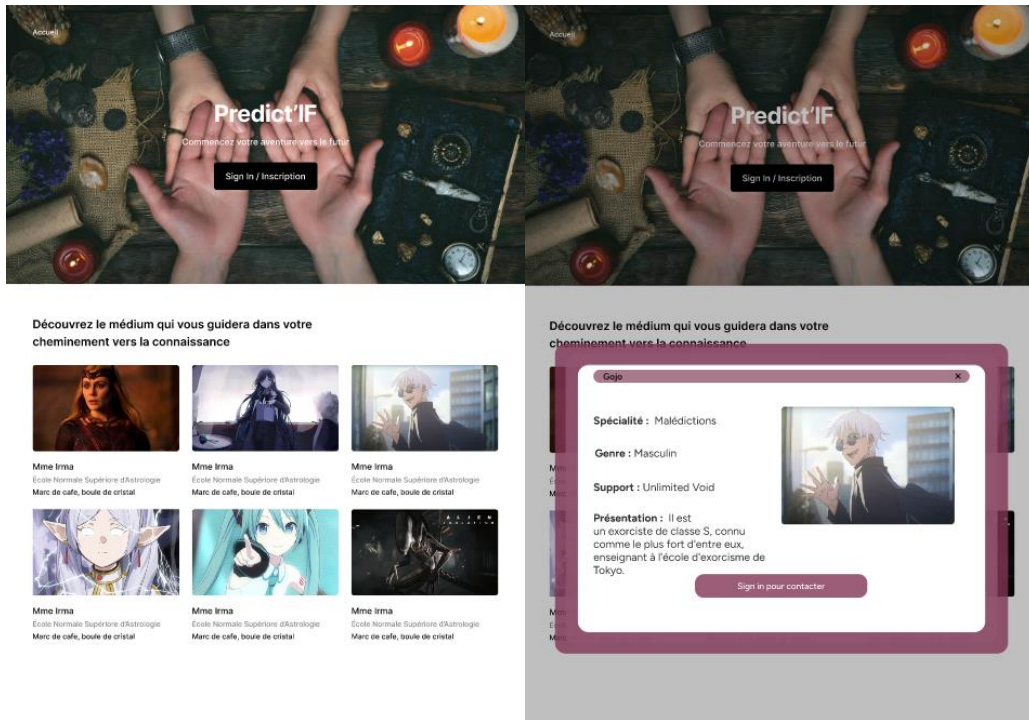 Accueil
Predict'IF
Commencez votre aventure vers le futur
Sign In / Inscription
Découvrez le médium qui vous guidera dans votre
cheminement vers la connaissance
Mme Irma
École Normale Supériore d'Astrologie
Marc de cafe, boule de cristal
Mme Irma
École Normale Supérieure d'Astrologie
Marc de cafe, boule de cristal
Mme Irma
École Normale Supériore d'Astrologie
Marc de cafe, boule de cristal
ALIEN
ISOLATION
Mme Irma
École Normale Supériore d'Astrologie
Marc de cafe, boule de cristal
Mme Irma
École Normale Supériore d'Astrologie
Marc de cafe, boule de cristal
Mme Irma
École Normale Supériore d'Astrologie
Marc de cafe, boule de cristal
Accueil
Predict'IF
Commencez votre aventure vers le futur
Sign In / Inscription
Découvrez le médium qui vous guidera dans votre
cheminement vers la connaissance
Gojo
×
Spécialité : Malédictions
Genre : Masculin
Support : Unlimited Void
Présentation : Il est
un exorciste de classe S, connu
comme le plus fort d'entre eux,
enseignant à l'école d'exorcisme de
Tokyo.
Sign in pour contacter